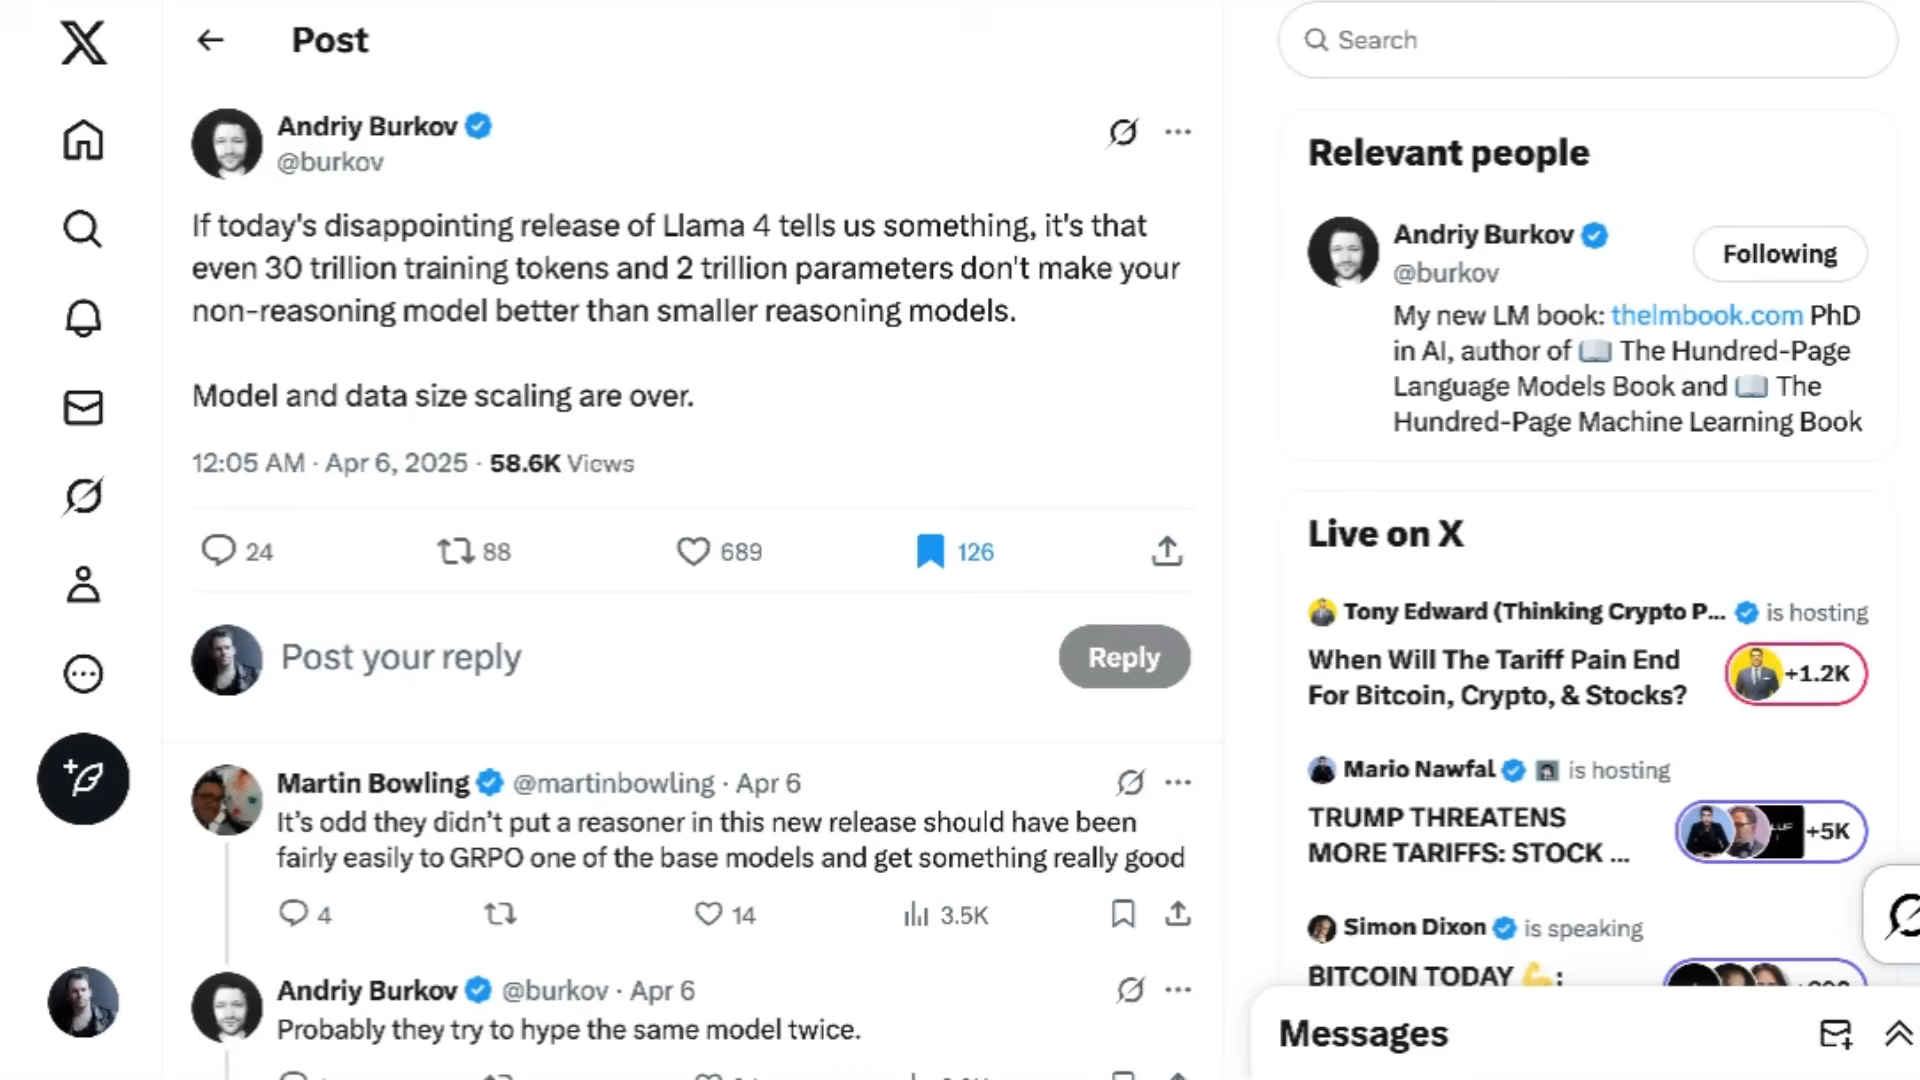 Post
Andriy Burkov
@burkov
If today's disappointing release of Llama 4 tells us something, it's that
even 30 trillion training tokens and 2 trillion parameters don't make your
non-reasoning model better than smaller reasoning models.
Model and data size scaling are over.
12:05 AM · Apr 6, 2025 · 58.6K Views
24 88 689 126
Post your reply
Reply
Martin Bowling @martinbowling · Apr 6
It's odd they didn't put a reasoner in this new release should have been
fairly easily to GRPO one of the base models and get something really good
4 14 3.5K
Andriy Burkov @burkov · Apr 6
Probably they try to hype the same model twice.
Search
Relevant people
Andriy Burkov
@burkov
Following
My new LM book: thelmbook.com PhD
in AI, author of 📖 The Hundred-Page
Language Models Book and 📖 The
Hundred-Page Machine Learning Book
Live on X
Tony Edward (Thinking Crypto P... is hosting
When Will The Tariff Pain End
For Bitcoin, Crypto, & Stocks?
+1.2K
Mario Nawfal is hosting
TRUMP THREATENS
MORE TARIFFS: STOCK ...
+5K
Simon Dixon is speaking
BITCOIN TODAY 💪:
Messages